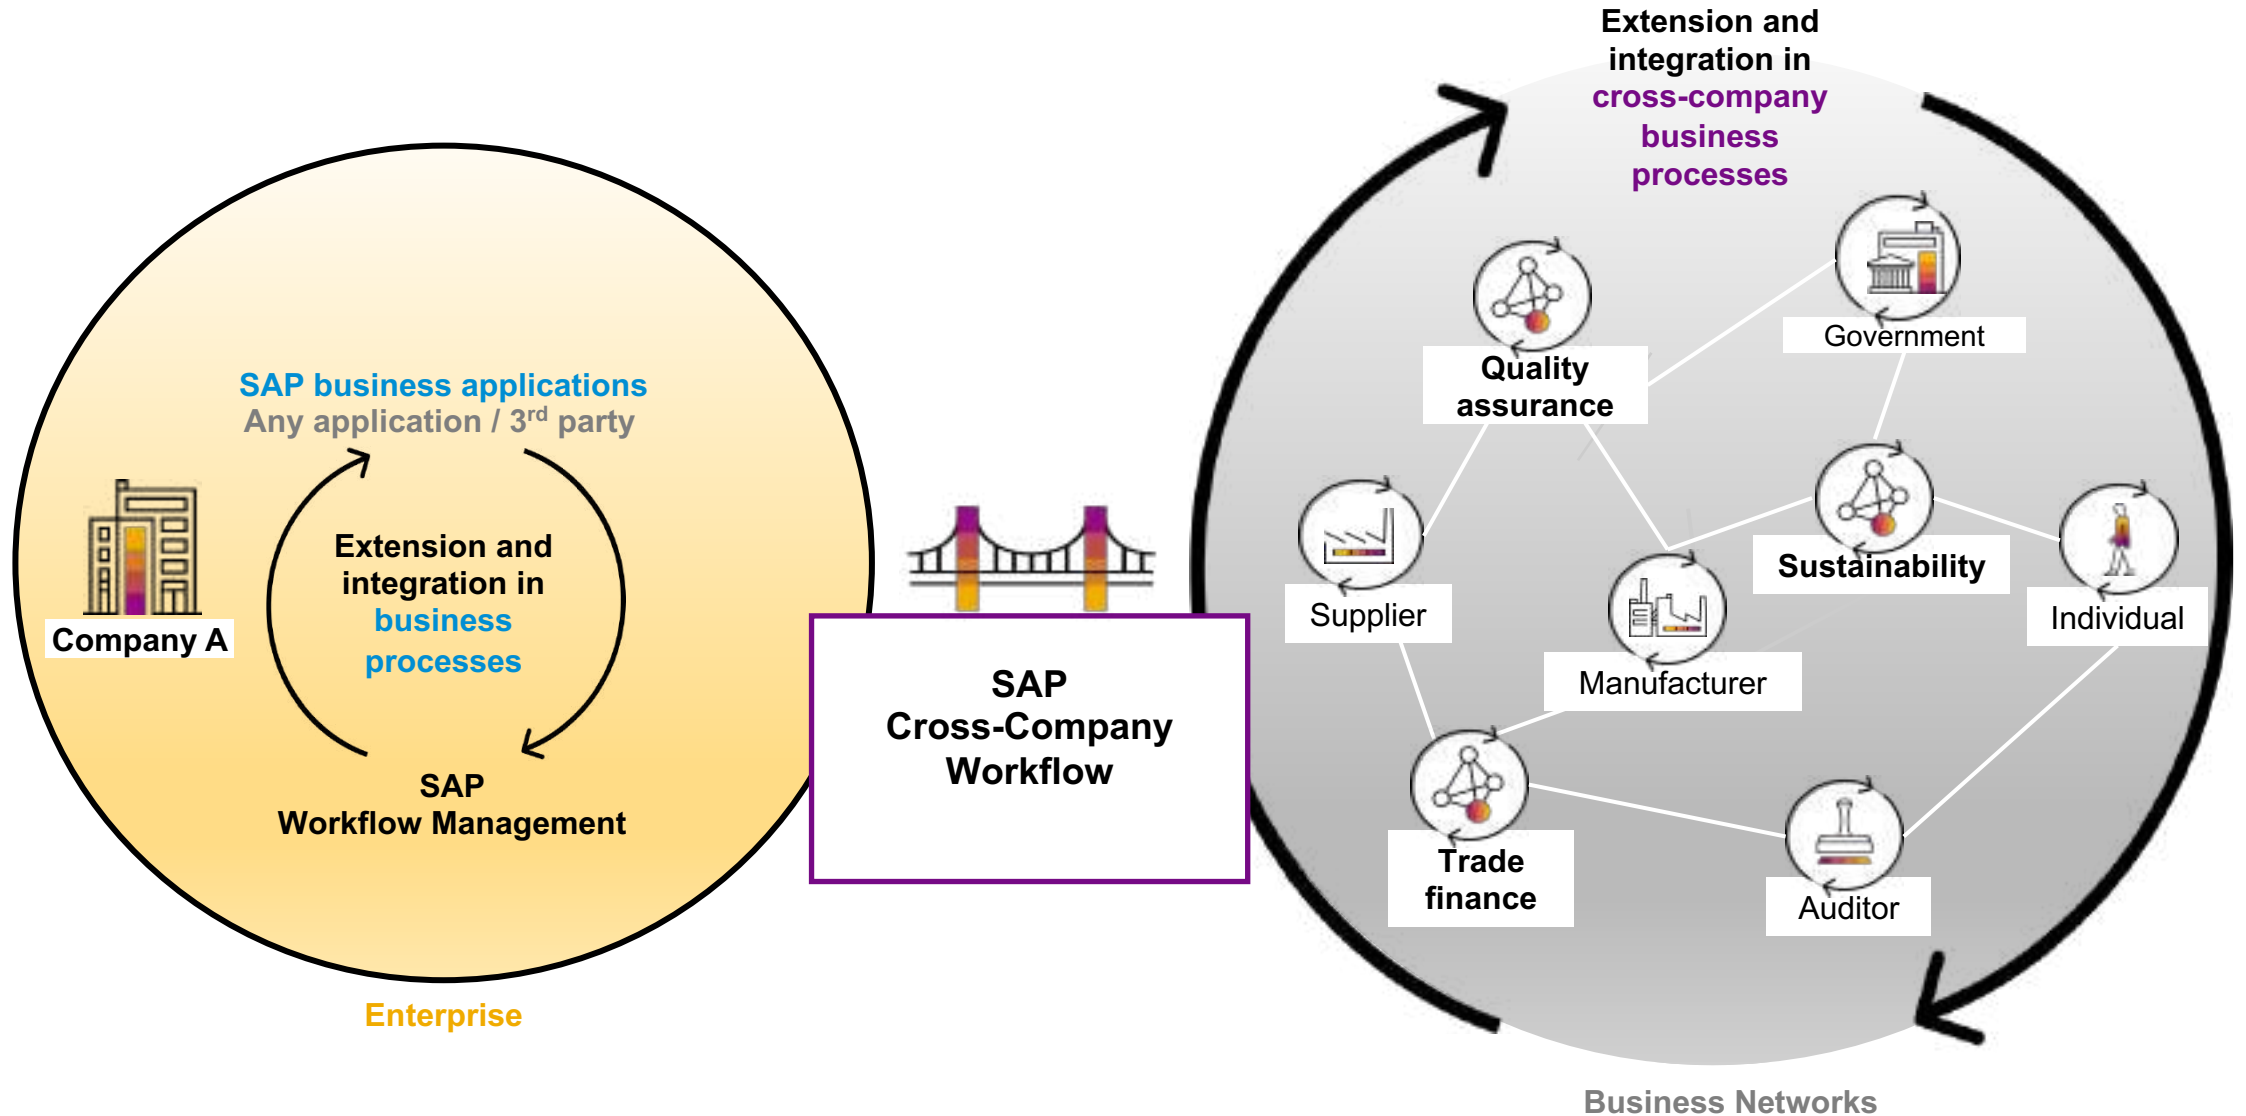 SAP business applications
Any application / 3rd party
Extension and
integration in
business
processes
Company A
SAP
Workflow Management
Enterprise
SAP
Cross-Company
Workflow
Extension and
integration in
cross-company
business
processes
Government
Quality
assurance
Sustainability
Supplier
Individual
Manufacturer
Trade
finance
Auditor
Business Networks